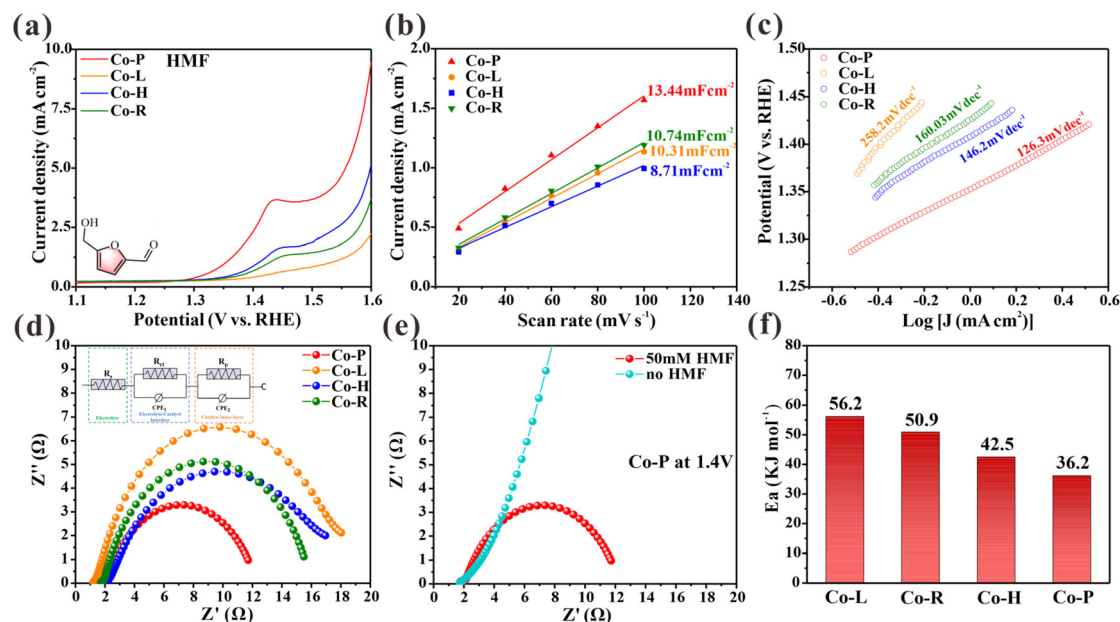 (a)
HMF
Co-P
Co-L
Co-H
Co-R
OH
O
O
10.0
7.5
5.0
2.5
0.0
Current density (mA cm⁻²)
1.1 1.2 1.3 1.4 1.5 1.6
Potential (V vs. RHE)
(b)
Co-P
Co-L
Co-H
Co-R
13.44mFcm⁻²
10.74mFcm⁻²
10.31mFcm⁻²
8.71mFcm⁻²
2.0
1.5
1.0
0.5
0.0
Current density (mA cm⁻²)
20 40 60 80 100 120 140
Scan rate (mV s⁻¹)
(c)
Co-P
Co-L
Co-H
Co-R
258.2mVdec⁻¹
160.03mVdec⁻¹
146.2mVdec⁻¹
126.3mVdec⁻¹
1.50
1.45
1.40
1.35
1.30
1.25
Potential (V vs. RHE)
-0.6 -0.4 -0.2 0.0 0.2 0.4 0.6
Log [J (mA cm²)]
(d)
Rs
Rct
Rp
CPE1
CPE2
C
Electrolyte
Electrolyte-Catalyst
Interface
Catalyst Inner layer
Co-P
Co-L
Co-H
Co-R
10
9
8
7
6
5
4
3
2
1
0
Z'' (Ω)
0 2 4 6 8 10 12 14 16 18 20
Z' (Ω)
(e)
50mM HMF
no HMF
Co-P at 1.4V
10
9
8
7
6
5
4
3
2
1
0
Z'' (Ω)
0 2 4 6 8 10 12 14 16 18 20
Z' (Ω)
(f)
56.2
50.9
42.5
36.2
80
70
60
50
40
30
20
10
0
Ea (KJ mol⁻¹)
Co-L Co-R Co-H Co-P